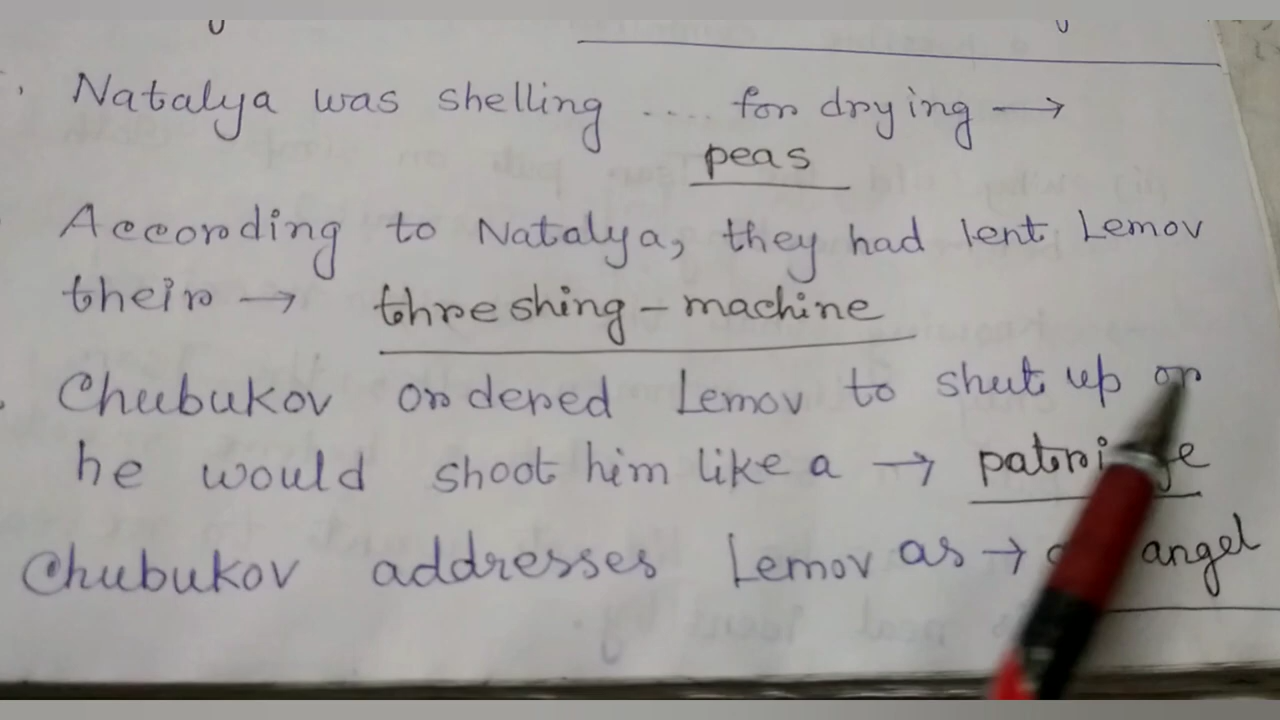 Natalya was shelling .... for drying →
peas
According to Natalya, they had lent Lemov
their → threshing-machine
Chubukov ordered Lemov to shut up or
he would shoot him like a →
Chubukov addresses Lemov as → angel